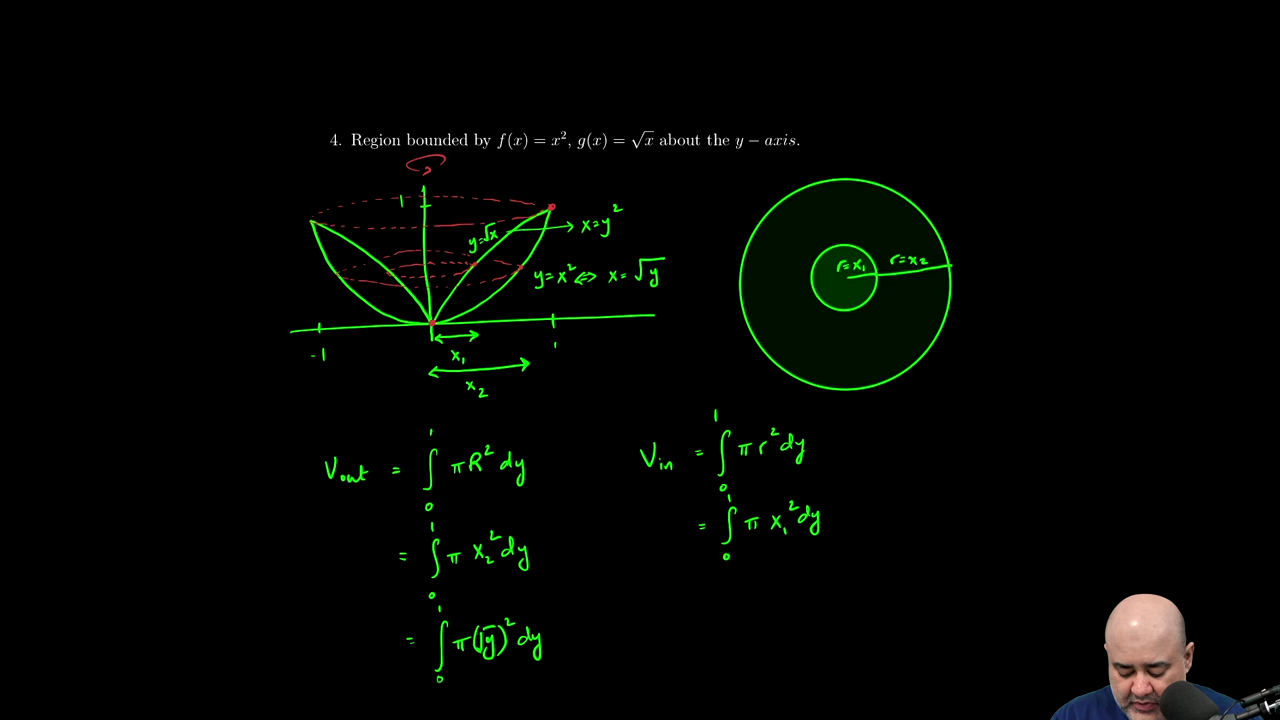 4. Region bounded by f(x) = x², g(x) = √x about the y − axis.
1
y=√x → x=y²
y=x² ⇔ x=√y
-1
1
x₁
x₂
r=x₁
r=x₂
V_out = ∫₀¹ πR² dy
= ∫₀¹ π x₂² dy
= ∫₀¹ π(√y)² dy
V_in = ∫₀¹ π r² dy
= ∫₀¹ π x₁² dy